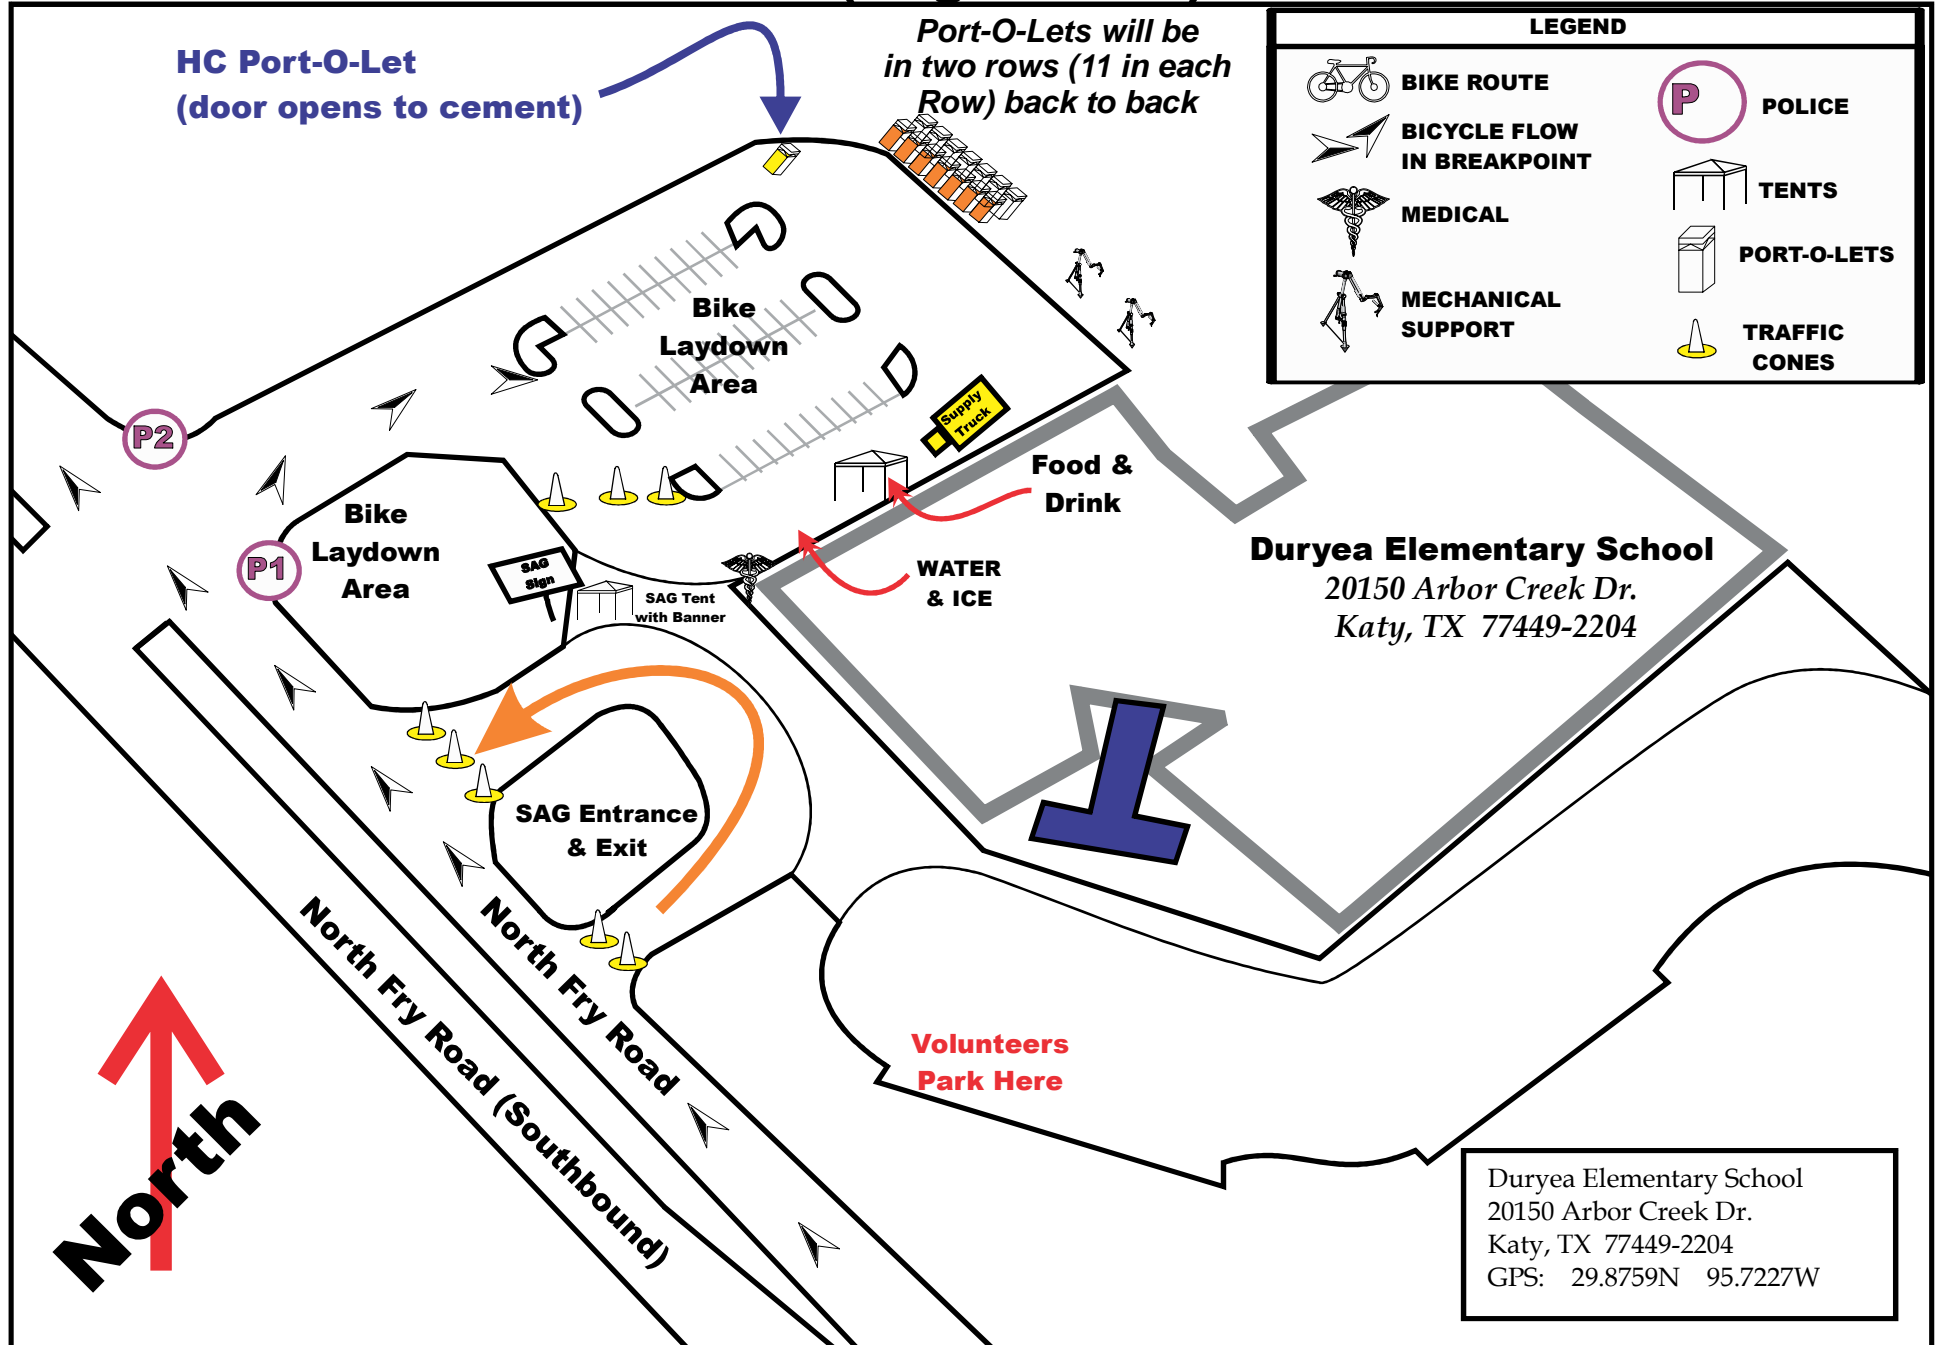 HC Port-O-Let
(door opens to cement)
Port-O-Lets will be
in two rows (11 in each
Row) back to back
LEGEND
BIKE ROUTE
BICYCLE FLOW
IN BREAKPOINT
MEDICAL
MECHANICAL
SUPPORT
P
POLICE
TENTS
PORT-O-LETS
TRAFFIC
CONES
Bike
Laydown
Area
Supply
Truck
P2
Bike
Laydown
Area
P1
SAG
Sign
SAG Tent
with Banner
Food &
Drink
WATER
& ICE
Duryea Elementary School
20150 Arbor Creek Dr.
Katy, TX 77449-2204
SAG Entrance
& Exit
North Fry Road
North Fry Road (Southbound)
North
Volunteers
Park Here
Duryea Elementary School
20150 Arbor Creek Dr.
Katy, TX 77449-2204
GPS: 29.8759N 95.7227W